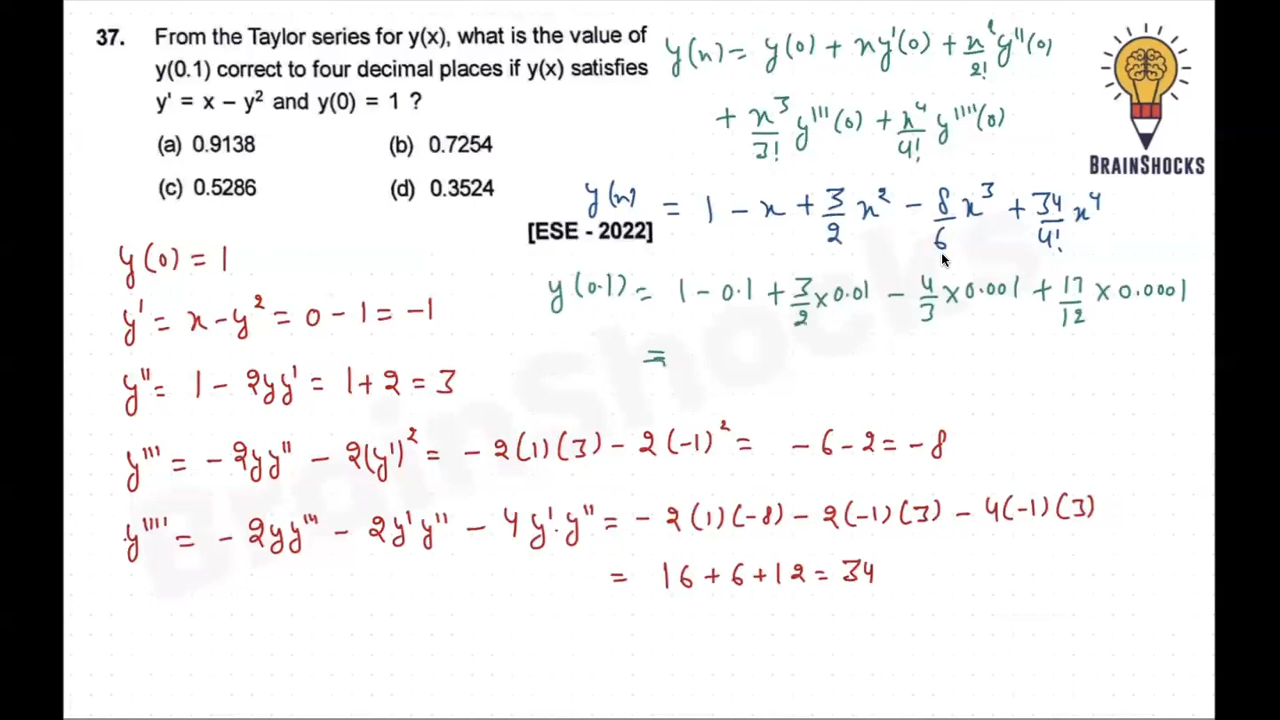 37. From the Taylor series for y(x), what is the value of
y(0.1) correct to four decimal places if y(x) satisfies
y' = x – y² and y(0) = 1 ?
(a) 0.9138 (b) 0.7254
(c) 0.5286 (d) 0.3524
[ESE - 2022]
y(x) = y(0) + xy'(0) + x²/2! y''(0)
+ x³/3! y'''(0) + x⁴/4! y''''(0)
BRAINSHOCKS
y(x) = 1 - x + 3/2 x² - 8/6 x³ + 34/4! x⁴
y(0.1) = 1 - 0.1 + 3/2 × 0.01 - 4/3 × 0.001 + 17/12 × 0.0001
=
y(0) = 1
y' = x - y² = 0 - 1 = -1
y'' = 1 - 2yy' = 1 + 2 = 3
y''' = - 2yy'' - 2(y')² = - 2(1)(3) - 2(-1)² = - 6 - 2 = - 8
y'''' = - 2yy''' - 2y'y'' - 4y'.y'' = - 2(1)(-8) - 2(-1)(3) - 4(-1)(3)
= 16 + 6 + 12 = 34
BrainShocks